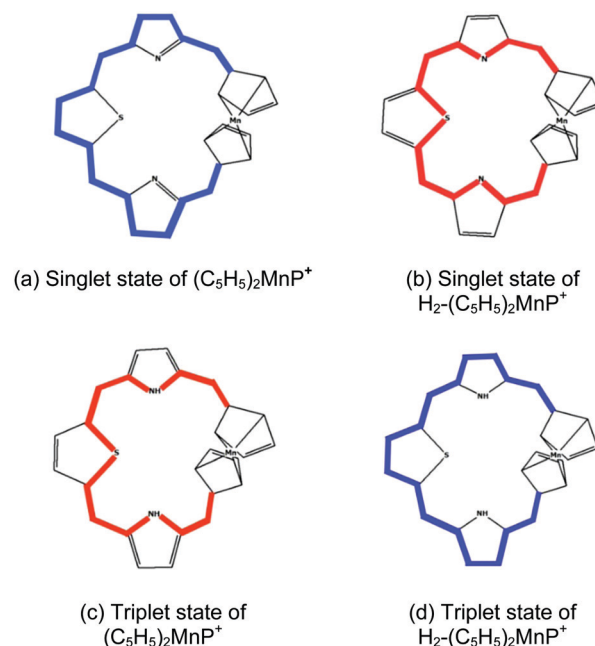 N
N
S
Mn
S
Mn
N
N
(a) Singlet state of (C₅H₅)₂MnP⁺
(b) Singlet state of
H₂-(C₅H₅)₂MnP⁺
NH
NH
S
Mn
S
Mn
NH
NH
(c) Triplet state of
(C₅H₅)₂MnP⁺
(d) Triplet state of
H₂-(C₅H₅)₂MnP⁺